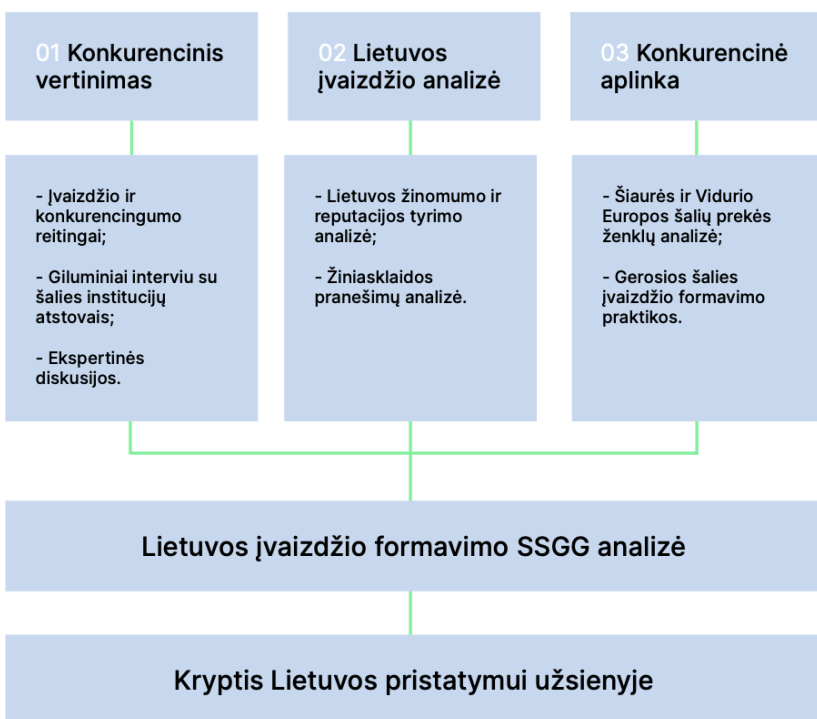 01 Konkurencinis
vertinimas
02 Lietuvos
įvaizdžio analizė
03 Konkurencinė
aplinka
- Įvaizdžio ir
konkurencingumo
reitingai;
- Giluminiai interviu su
šalies institucijų
atstovais;
- Ekspertinės
diskusijos.
- Lietuvos žinomumo ir
reputacijos tyrimo
analizė;
- Žiniasklaidos
pranešimų analizė.
- Šiaurės ir Vidurio
Europos šalių prekės
ženklų analizė;
- Gerosios šalies
įvaizdžio formavimo
praktikos.
Lietuvos įvaizdžio formavimo SSGG analizė
Kryptis Lietuvos pristatymui užsienyje